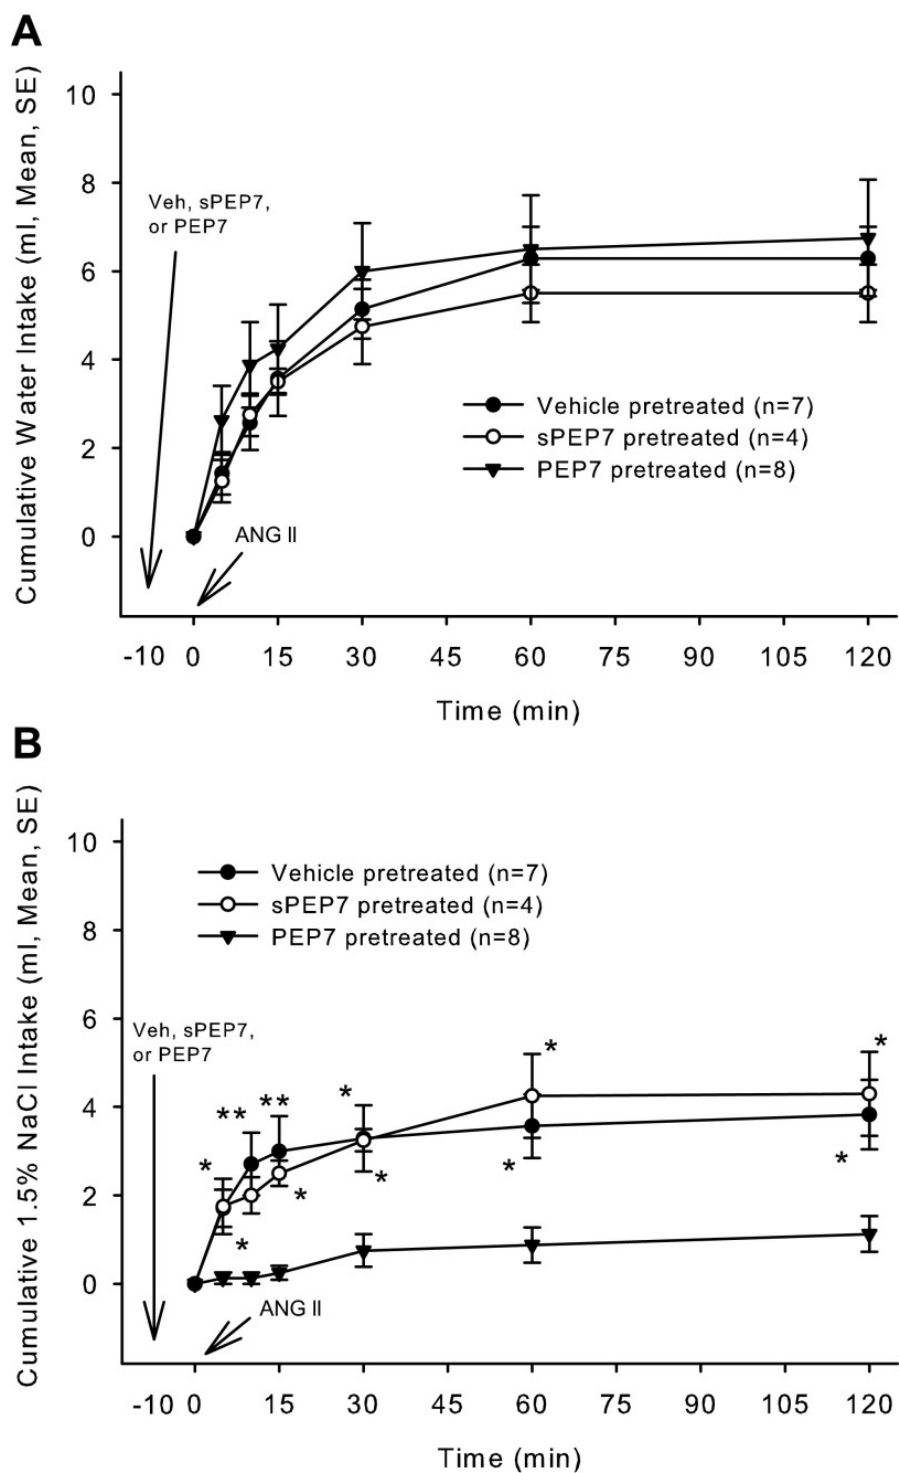 A
Cumulative Water Intake (ml, Mean, SE)
10
8
6
4
2
0
Veh, sPEP7,
or PEP7
ANG II
Vehicle pretreated (n=7)
sPEP7 pretreated (n=4)
PEP7 pretreated (n=8)
-10 0 15 30 45 60 75 90 105 120
Time (min)
B
Cumulative 1.5% NaCl Intake (ml, Mean, SE)
10
8
6
4
2
0
Vehicle pretreated (n=7)
sPEP7 pretreated (n=4)
PEP7 pretreated (n=8)
Veh, sPEP7,
or PEP7
*
**
*
**
*
*
*
*
*
*
*
ANG II
-10 0 15 30 45 60 75 90 105 120
Time (min)